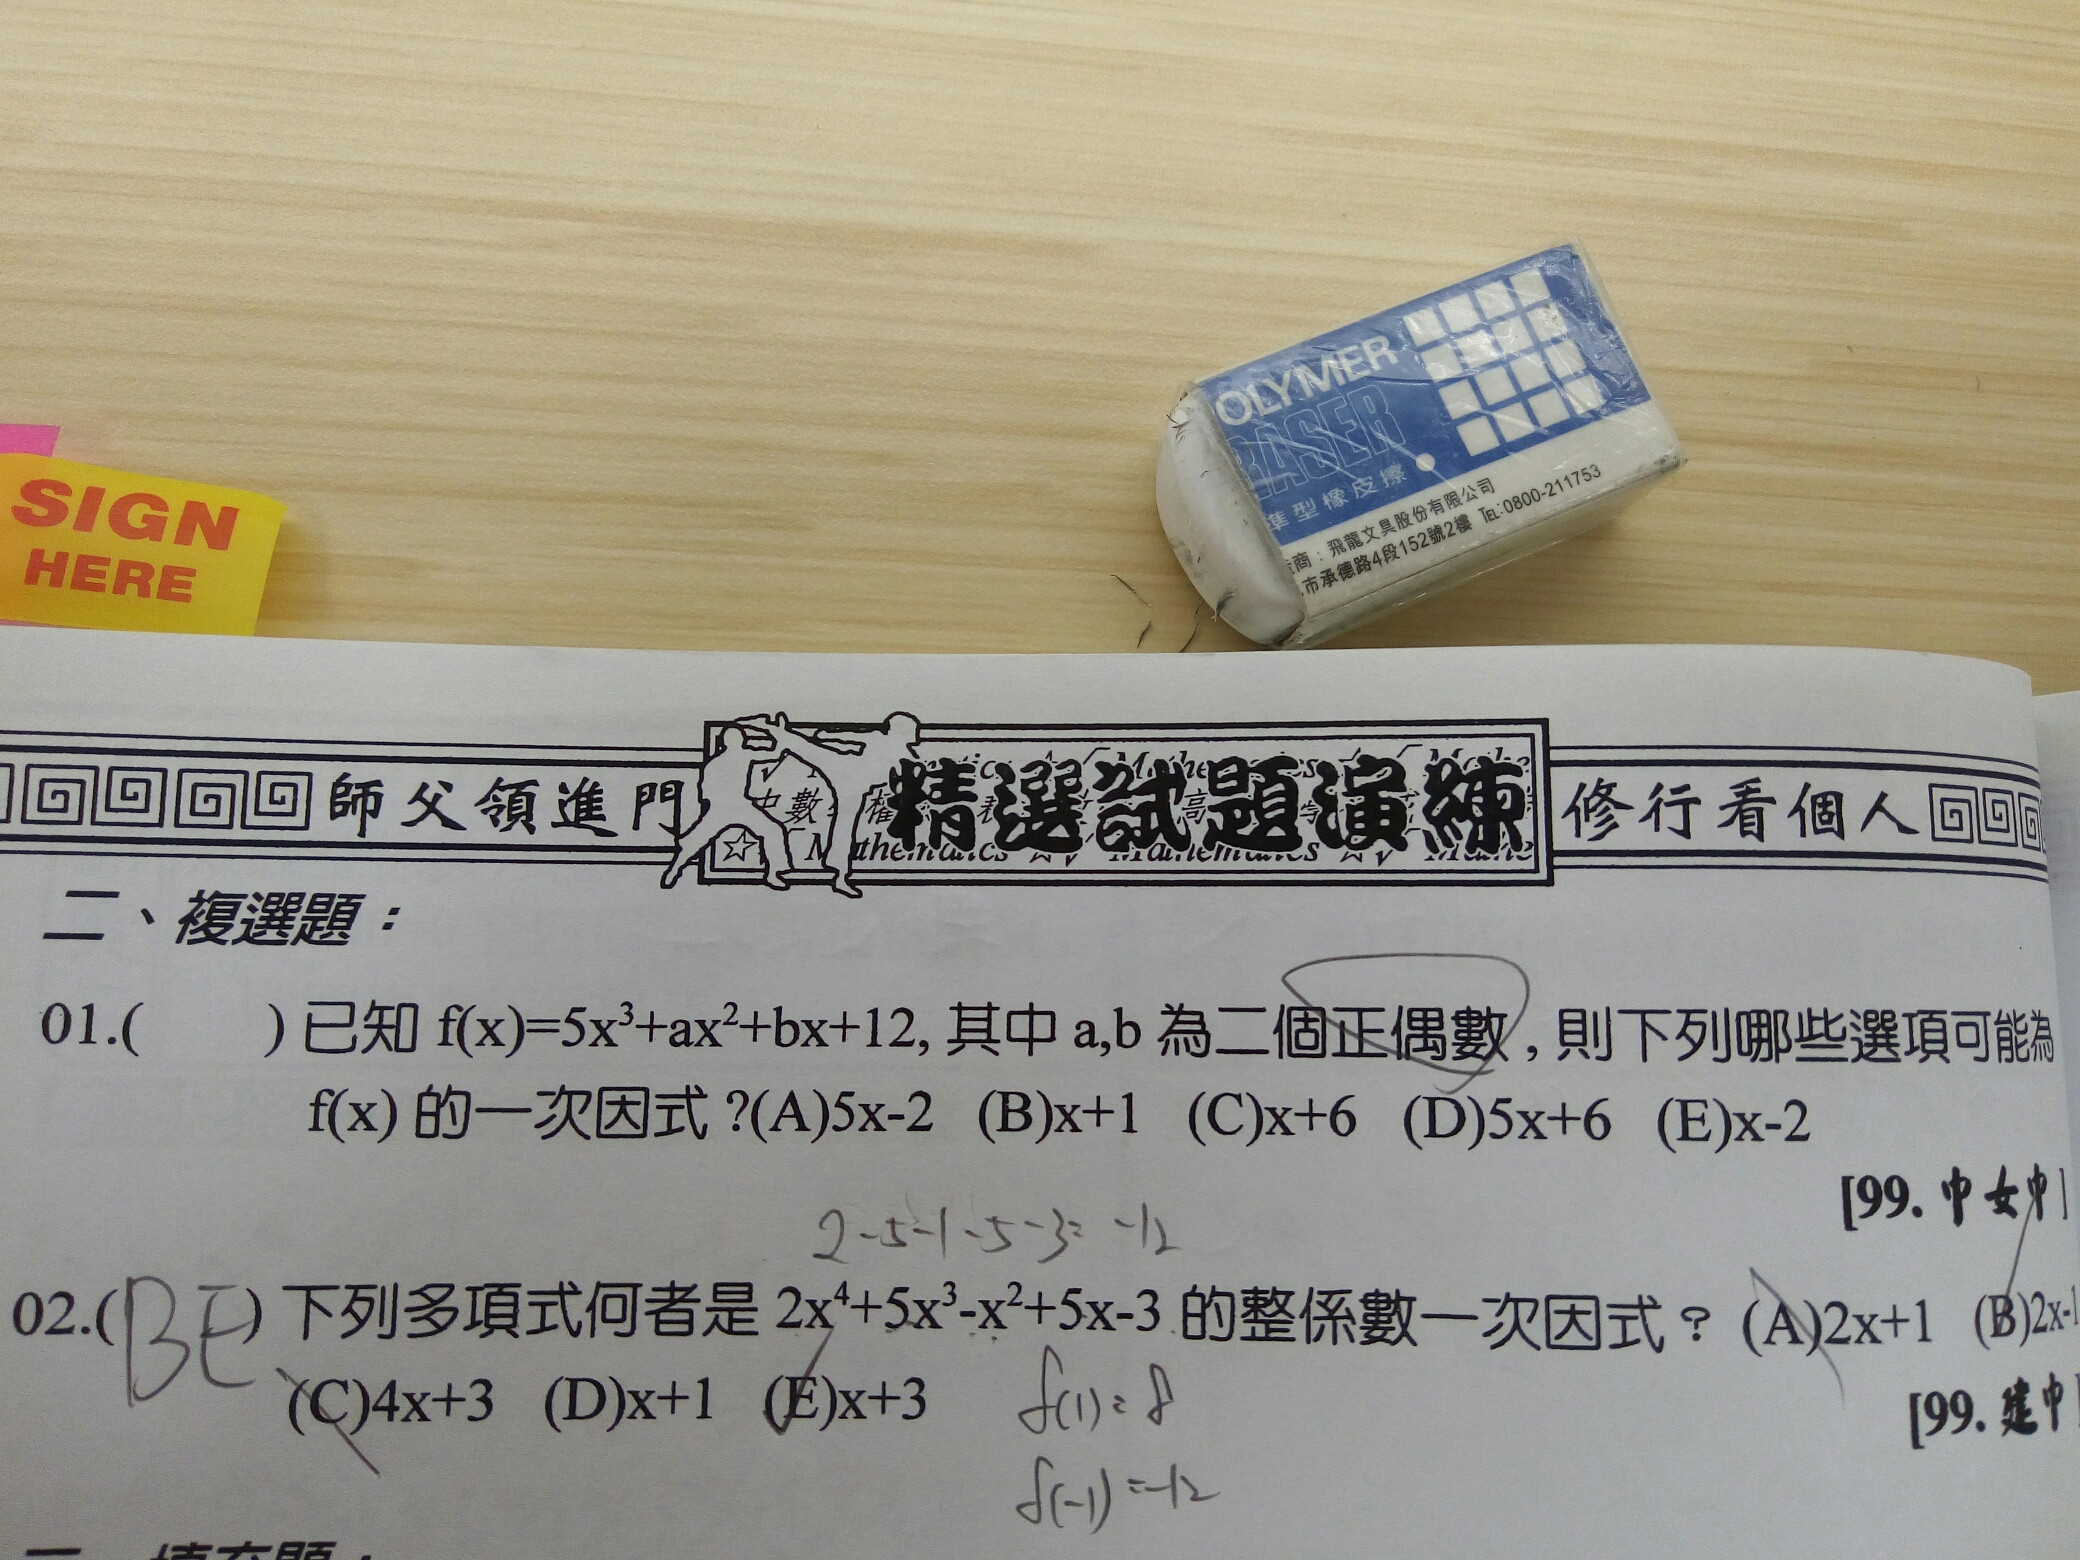 OLYMER
ERASER
準型橡皮擦
商：飛龍文具股份有限公司
市承德路4段152號2樓 TEL:0800-211753
SIGN
HERE
師父領進門 精選試題演練 修行看個人
二、複選題：
01.( )已知 f(x)=5x³+ax²+bx+12, 其中 a,b 為二個正偶數，則下列哪些選項可能為
f(x) 的一次因式？(A)5x-2 (B)x+1 (C)x+6 (D)5x+6 (E)x-2
[99. 中女中]
2-5-1-5-3=-12
02.(BE)下列多項式何者是 2x⁴+5x³-x²+5x-3 的整係數一次因式？ (A)2x+1 (B)2x-1
(C)4x+3 (D)x+1 (E)x+3
f(1)=8
[99. 建中]
f(-1)=-12